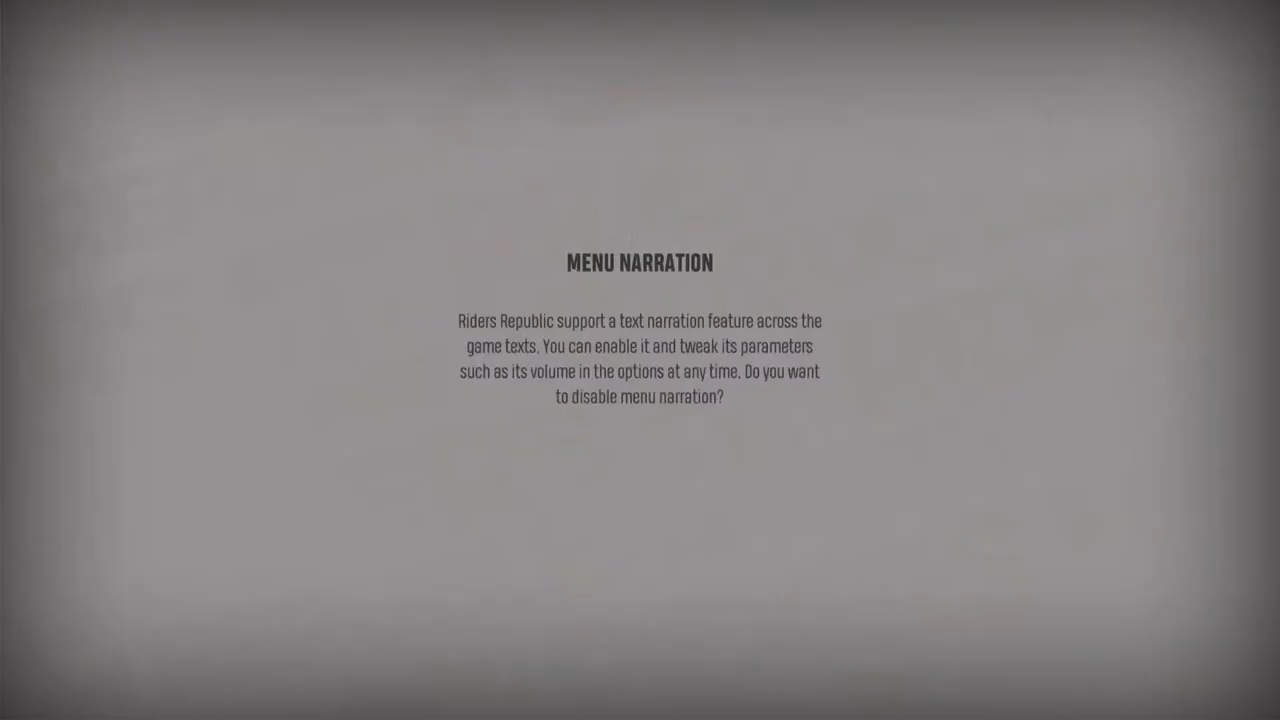 MENU NARRATION
Riders Republic support a text narration feature across the
game texts. You can enable it and tweak its parameters
such as its volume in the options at any time. Do you want
to disable menu narration?